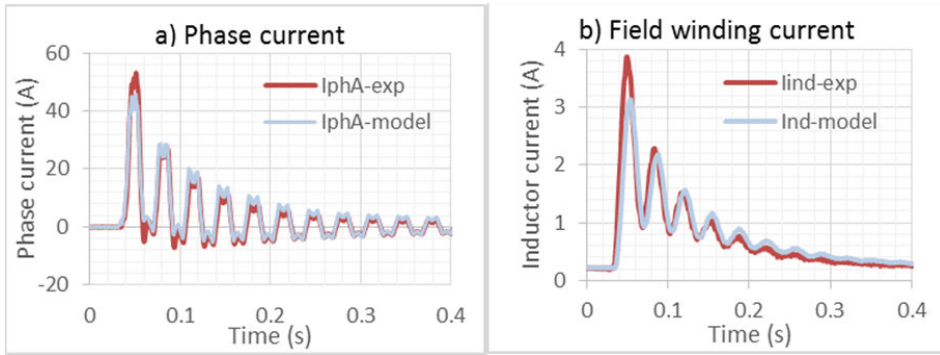 a) Phase current
60
40
20
0
-20
Phase current (A)
IphA-exp
IphA-model
0
0.1
0.2
0.3
0.4
Time (s)
b) Field winding current
4
3
2
1
0
Inductor current (A)
Iind-exp
Ind-model
0
0.1
0.2
0.3
0.4
Time (s)